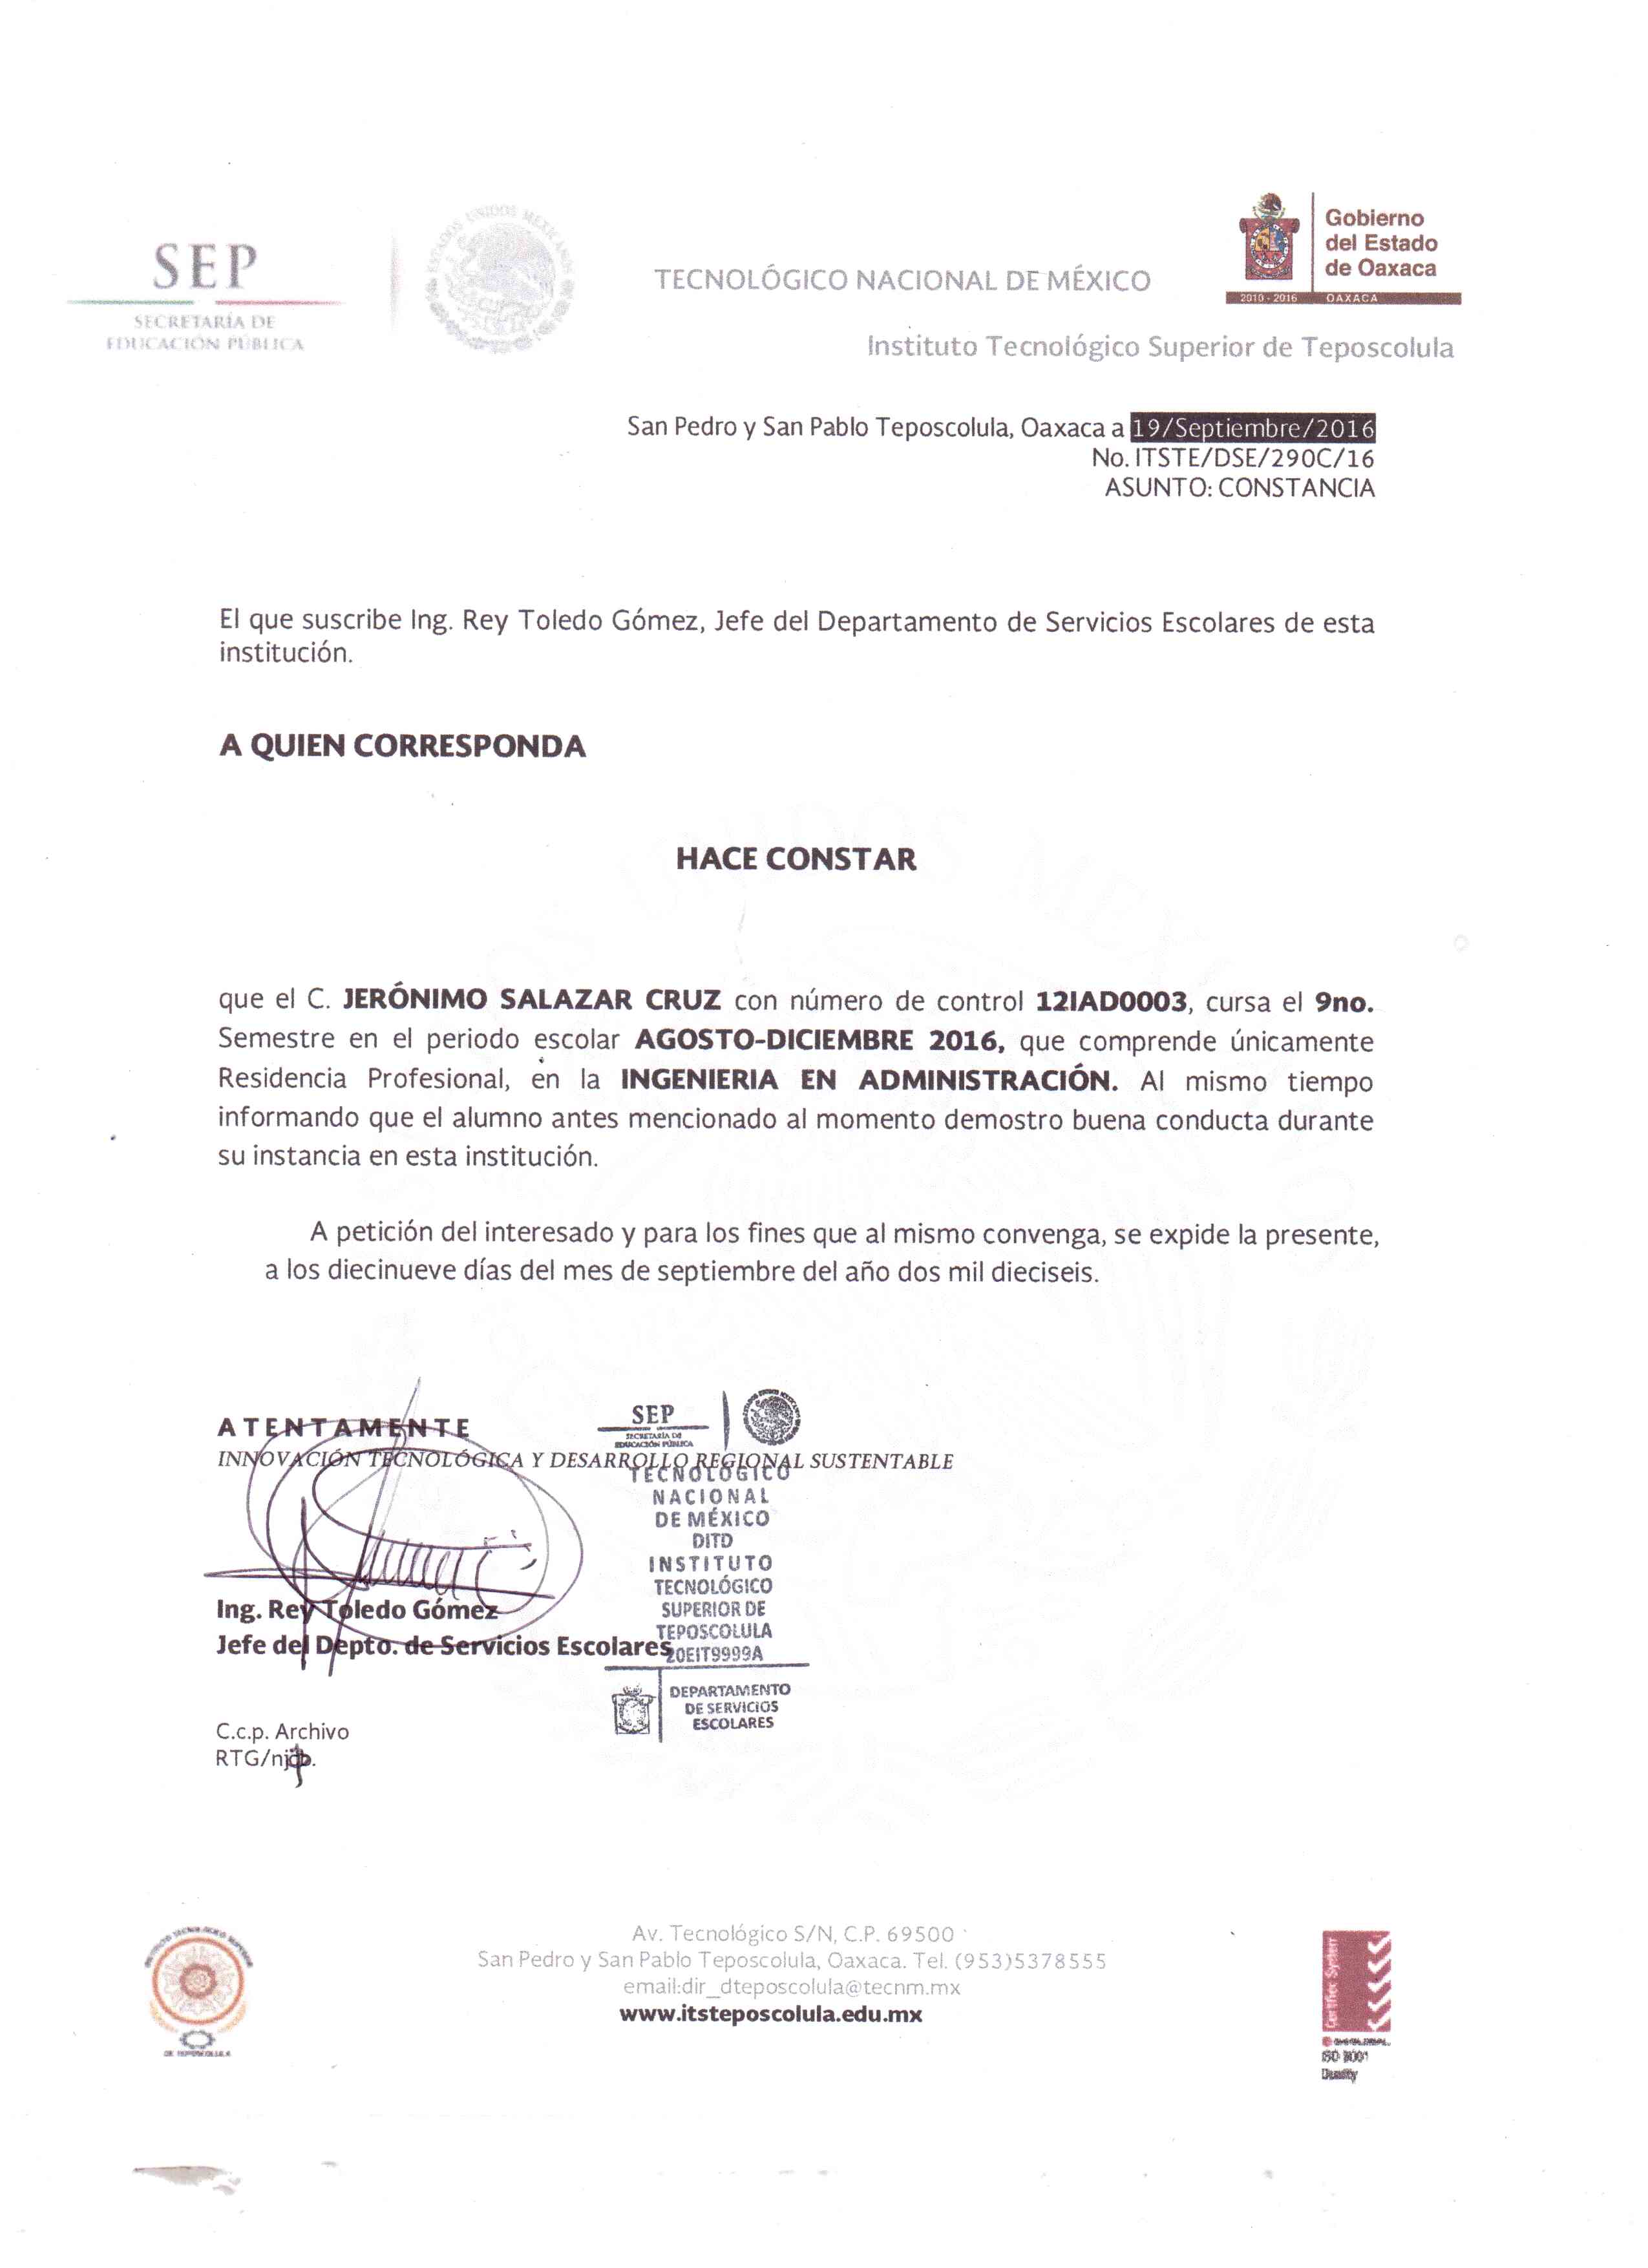 SEP
SECRETARÍA DE
EDUCACIÓN PÚBLICA
ESTADOS UNIDOS MEXICANOS
TECNOLÓGICO NACIONAL DE MÉXICO
Gobierno
del Estado
de Oaxaca
2010 - 2016 OAXACA
Instituto Tecnológico Superior de Teposcolula
San Pedro y San Pablo Teposcolula, Oaxaca a 19/Septiembre/2016
No. ITSTE/DSE/290C/16
ASUNTO: CONSTANCIA
El que suscribe Ing. Rey Toledo Gómez, Jefe del Departamento de Servicios Escolares de esta
institución.
A QUIEN CORRESPONDA
HACE CONSTAR
que el C. JERÓNIMO SALAZAR CRUZ con número de control 12IAD0003, cursa el 9no.
Semestre en el periodo escolar AGOSTO-DICIEMBRE 2016, que comprende únicamente
Residencia Profesional, en la INGENIERIA EN ADMINISTRACIÓN. Al mismo tiempo
informando que el alumno antes mencionado al momento demostro buena conducta durante
su instancia en esta institución.
A petición del interesado y para los fines que al mismo convenga, se expide la presente,
a los diecinueve días del mes de septiembre del año dos mil dieciseis.
ATENTAMENTE
INNOVACIÓN TECNOLÓGICA Y DESARROLLO REGIONAL SUSTENTABLE
SEP
SECRETARÍA DE
EDUCACIÓN PÚBLICA
TECNOLÓGICO
NACIONAL
DE MÉXICO
DITD
INSTITUTO
TECNOLÓGICO
SUPERIOR DE
TEPOSCOLULA
20EIT9999A
Ing. Rey Toledo Gómez
Jefe del Depto. de Servicios Escolares
DEPARTAMENTO
DE SERVICIOS
ESCOLARES
C.c.p. Archivo
RTG/njcb.
Av. Tecnológico S/N, C.P. 69500
San Pedro y San Pablo Teposcolula, Oaxaca. Tel. (953)5378555
email:dir_dteposcolula@tecnm.mx
www.itsteposcolula.edu.mx
DE TEPOSCOLULA
Certified System
ISO 9001
Quality